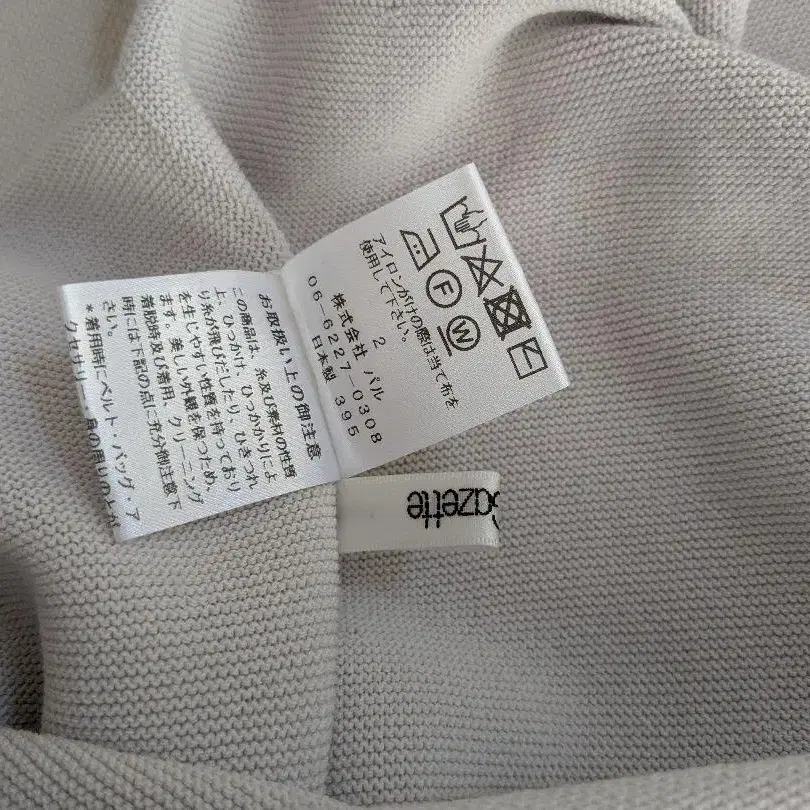 F
W
アイロンがけの際は当て布を
使用して下さい。
2
株式会社 パル
06-6227-0308
日本製 395
お取扱い上の御注意
この商品は、糸及び素材の性質
上、ひっかけ、ひっかかりによ
り糸が飛びだしたり、ひきつれ
を生じやすい性質を持っており
ます。美しい外観を保つため、
着脱時及び着用、クリーニング
時には下記の点に充分御注意下
さい。
*着用時にベルト・バッグ・ア
クセサリー
azette